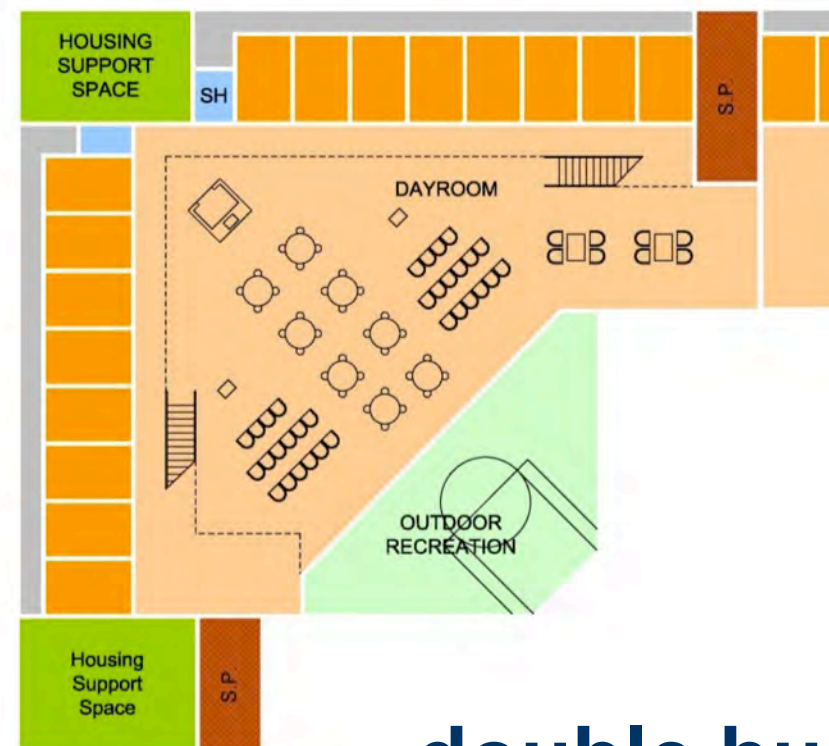 HOUSING
SUPPORT
SPACE
SH
S.P.
DAYROOM
OUTDOOR
RECREATION
Housing
Support
Space
S.P.